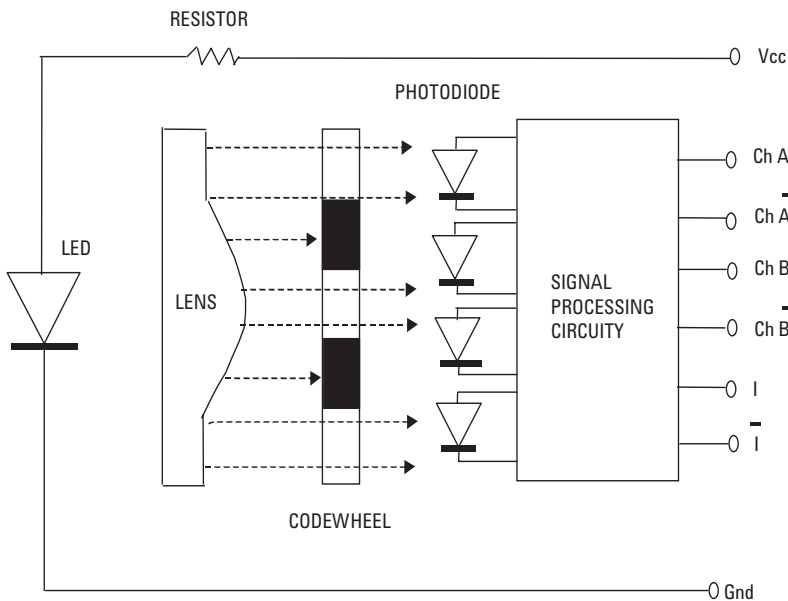 RESISTOR
Vcc
PHOTODIODE
Ch A
Ch A̅
LED
Ch B
LENS
SIGNAL
PROCESSING
CIRCUITY
Ch B̅
I
I̅
CODEWHEEL
Gnd